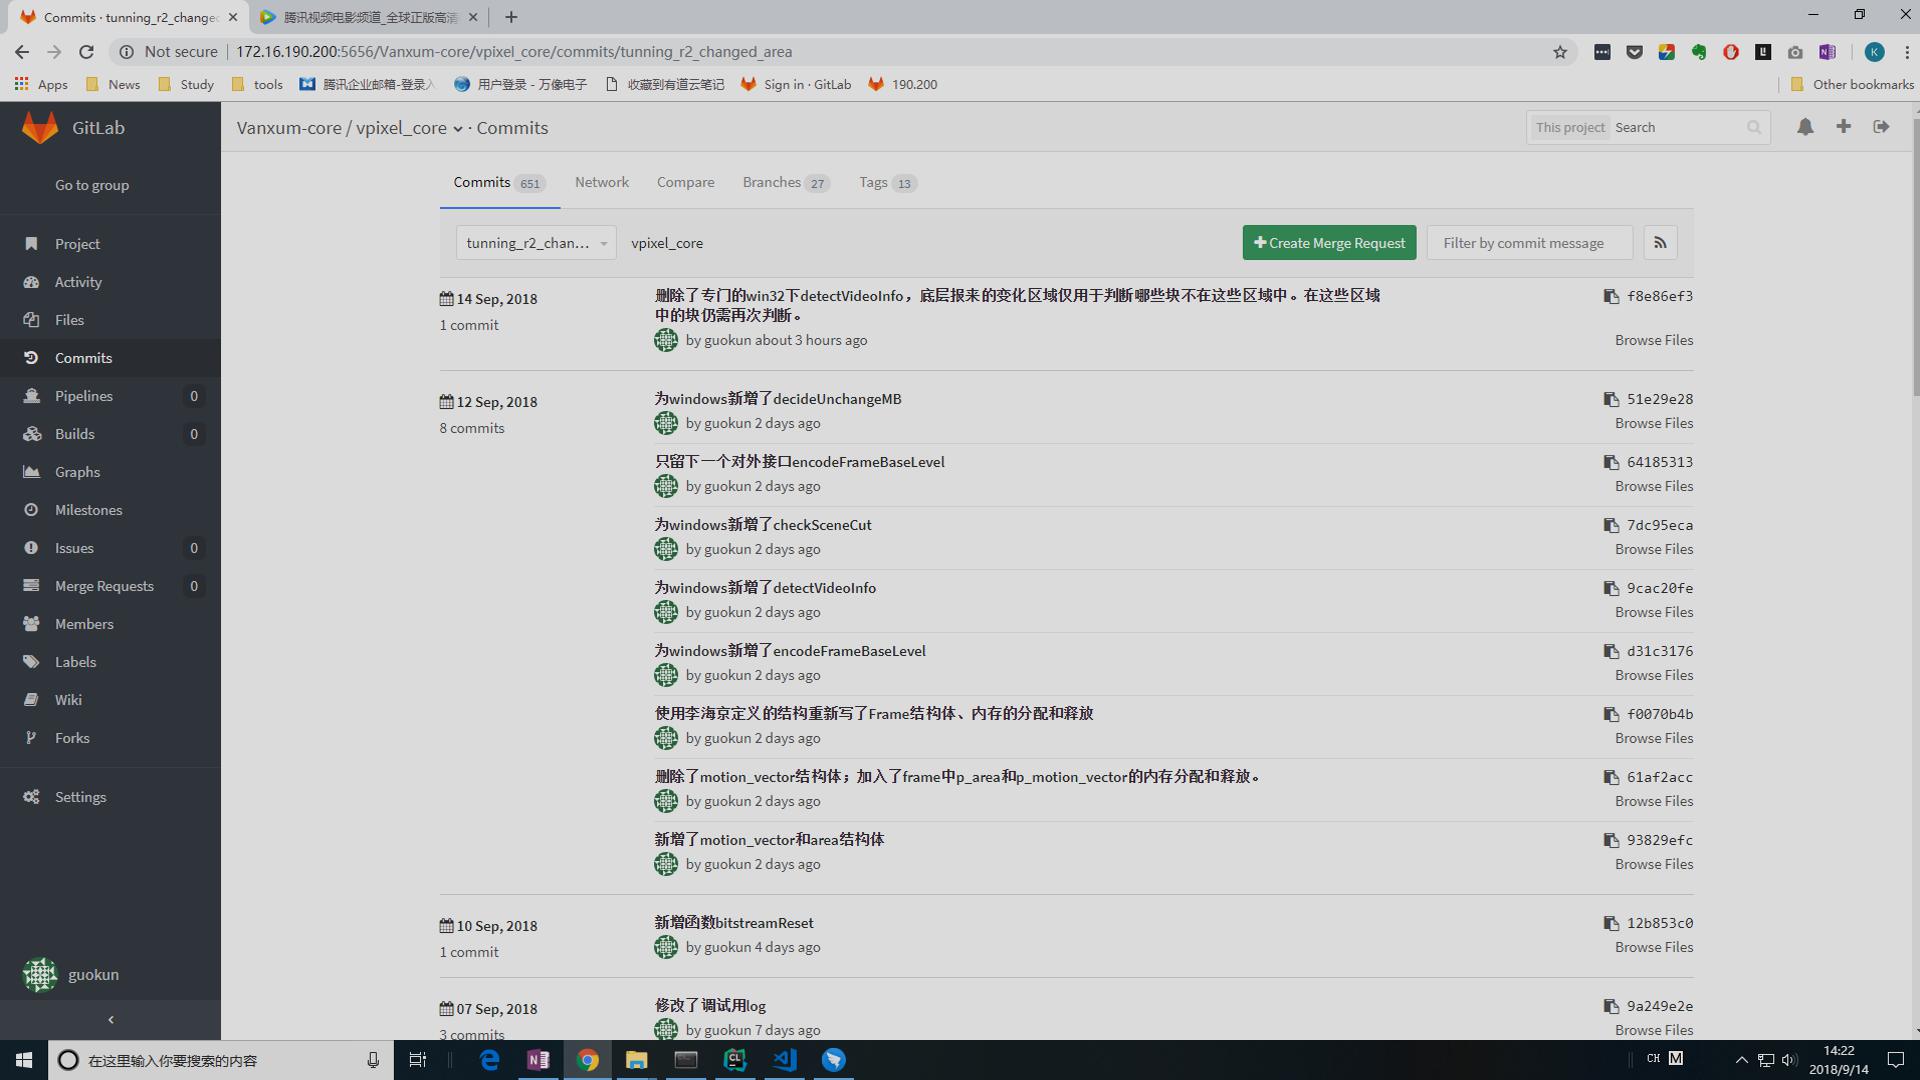 Commits · tunning_r2_changed
腾讯视频电影频道_全球正版高清
Not secure
172.16.190.200:5656/Vanxum-core/vpixel_core/commits/tunning_r2_changed_area
K
Apps
News
Study
tools
腾讯企业邮箱-登录入
用户登录 - 万像电子
收藏到有道云笔记
Sign in · GitLab
190.200
Other bookmarks
GitLab
Vanxum-core / vpixel_core · Commits
This project Search
Go to group
Project
Activity
Files
Commits
Pipelines 0
Builds 0
Graphs
Milestones
Issues 0
Merge Requests 0
Members
Labels
Wiki
Forks
Settings
guokun
Commits 651
Network
Compare
Branches 27
Tags 13
tunning_r2_chan...
vpixel_core
Create Merge Request
Filter by commit message
14 Sep, 2018
1 commit
删除了专门的win32下detectVideoInfo，底层报来的变化区域仅用于判断哪些块不在这些区域中。在这些区域
中的块仍需再次判断。
by guokun about 3 hours ago
f8e86ef3
Browse Files
12 Sep, 2018
8 commits
为windows新增了decideUnchangeMB
by guokun 2 days ago
51e29e28
Browse Files
只留下一个对外接口encodeFrameBaseLevel
by guokun 2 days ago
64185313
Browse Files
为windows新增了checkSceneCut
by guokun 2 days ago
7dc95eca
Browse Files
为windows新增了detectVideoInfo
by guokun 2 days ago
9cac20fe
Browse Files
为windows新增了encodeFrameBaseLevel
by guokun 2 days ago
d31c3176
Browse Files
使用李海京定义的结构重新写了Frame结构体、内存的分配和释放
by guokun 2 days ago
f0070b4b
Browse Files
删除了motion_vector结构体；加入了frame中p_area和p_motion_vector的内存分配和释放。
by guokun 2 days ago
61af2acc
Browse Files
新增了motion_vector和area结构体
by guokun 2 days ago
93829efc
Browse Files
10 Sep, 2018
1 commit
新增函数bitstreamReset
by guokun 4 days ago
12b853c0
Browse Files
07 Sep, 2018
3 commits
修改了调试用log
by guokun 7 days ago
9a249e2e
Browse Files
在这里输入你要搜索的内容
CH
M
14:22
2018/9/14